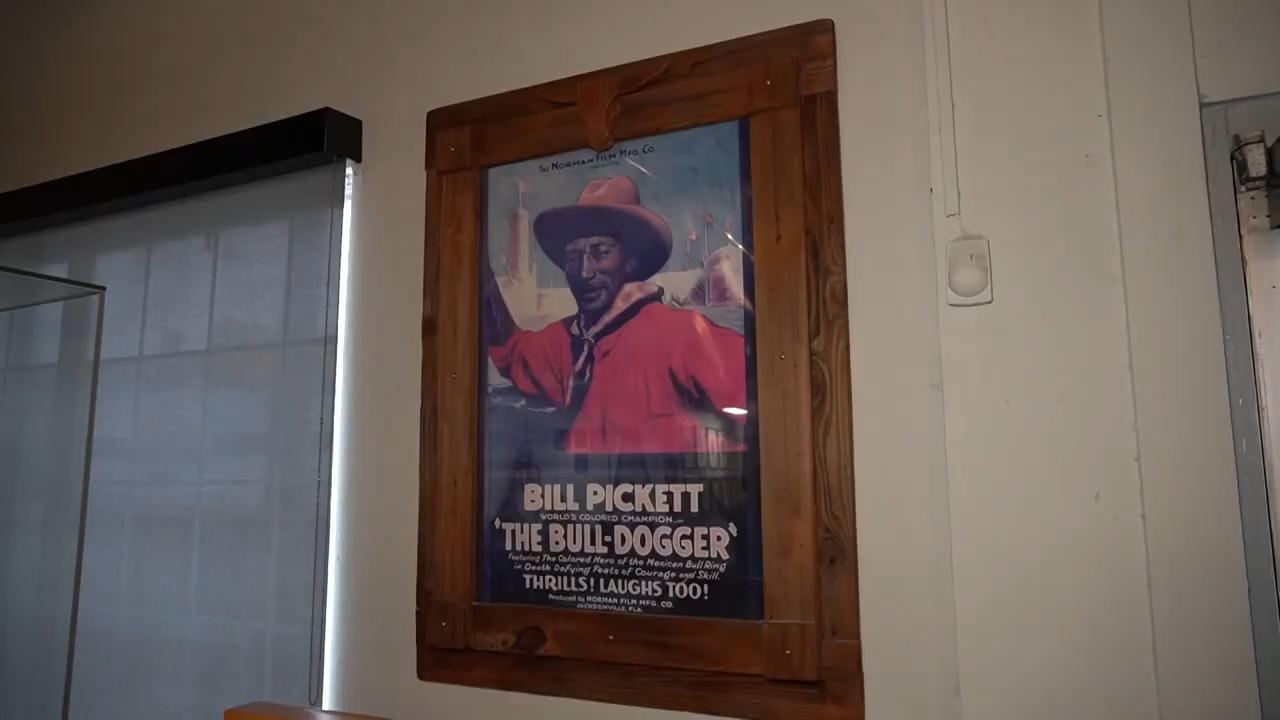 THE NORMAN FILM MFG. CO.
BILL PICKETT
WORLD'S COLORED CHAMPION
'THE BULL-DOGGER'
Featuring The Colored Hero of the Mexican Bull Ring
in Death Defying Feats of Courage and Skill.
THRILLS! LAUGHS TOO!
Produced by NORMAN FILM MFG. CO.
JACKSONVILLE, FLA.